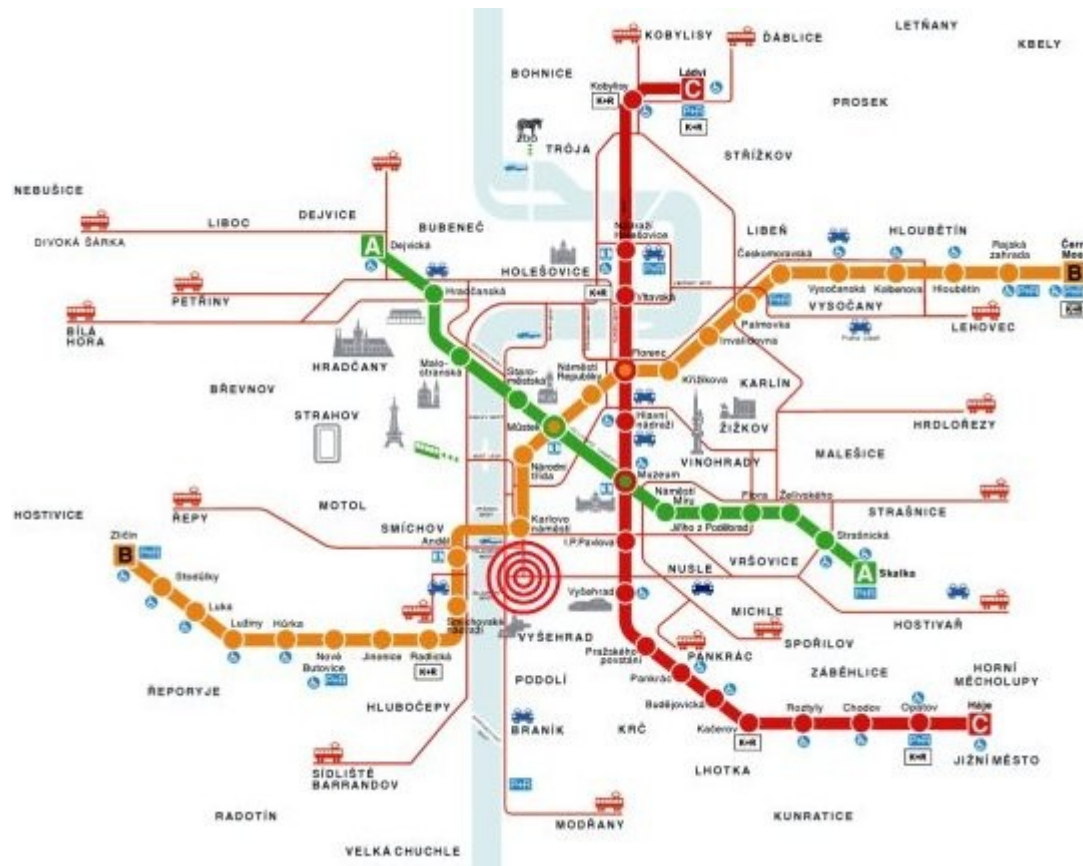 LETŇANY
KOBYLISY
ĎÁBLICE
KBELY
BOHNICE
Ládví
Kobylisy
C
K+R
P+R
K+R
PROSEK
ZOO
TRÓJA
STŘÍŽKOV
NEBUŠICE
DEJVICE
LIBOC
BUBENEČ
DIVOKÁ ŠÁRKA
A
Dejvická
Nádraží
Holešovice
LIBEŇ
HLOUBĚTÍN
Českomoravská
Rajská
zahrada
B
HOLEŠOVICE
P+R
Vysočanská
Kolbenova
Hloubětín
P+R
P+R
K+R
PETŘINY
Hradčanská
K+R
Vltavská
P+R
VYSOČANY
Palmovka
LEHOVEC
BÍLÁ
HORA
Invalidovna
HRADČANY
Malo-
stranská
Staro-
městská
Náměstí
Republiky
Florenc
Křižíkova
KARLÍN
BŘEVNOV
STRAHOV
Můstek
Hlavní
nádraží
ŽIŽKOV
HRDLOŘEZY
MALEŠICE
Národní
třída
VINOHRADY
Muzeum
MOTOL
Náměstí
Míru
Flora
Želivského
STRAŠNICE
HOSTIVICE
ŘEPY
SMÍCHOV
Karlovo
náměstí
Jiřího z Poděbrad
Strašnická
Anděl
I.P.Pavlova
VRŠOVICE
Zličín
B
P+R
NUSLE
A
Skalka
P+R
Stodůlky
Vyšehrad
Luka
MICHLE
HOSTIVAŘ
Smíchovské
nádraží
VYŠEHRAD
SPOŘILOV
Lužiny
Hůrka
Nové
Butovice
P+R
Jinonice
Radlická
K+R
Pražského
povstání
PANKRÁC
ZÁBĚHLICE
HORNÍ
MĚCHOLUPY
PODOLÍ
Pankrác
ŘEPORYJE
HLUBOČEPY
Budějovická
BRANÍK
KRČ
Kačerov
K+R
Roztyly
Chodov
Opatov
P+R
K+R
Háje
C
JIŽNÍ MĚSTO
LHOTKA
SÍDLIŠTĚ
BARRANDOV
P+R
RADOTÍN
MODŘANY
KUNRATICE
VELKÁ CHUCHLE